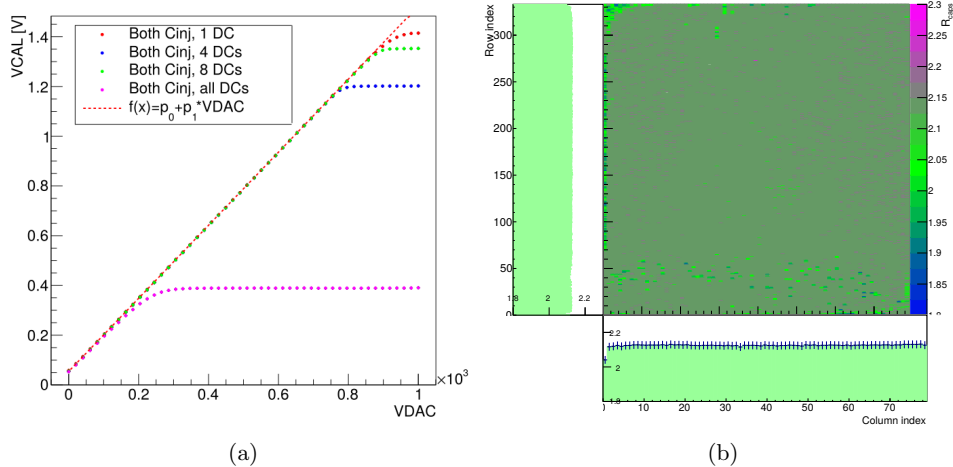 VCAL [V]
1.4
1.2
1
0.8
0.6
0.4
0.2
0
Both Cinj, 1 DC
Both Cinj, 4 DCs
Both Cinj, 8 DCs
Both Cinj, all DCs
f(x)=p₀+p₁*VDAC
0 0.2 0.4 0.6 0.8 1
×10³
VDAC
(a)
Row index
300
250
200
150
100
50
0
1.8 2 2.2
2.3
2.25
2.2
2.15
2.1
2.05
2
1.95
1.9
1.85
1.8
R_caps
2.2
2
1.8
0 10 20 30 40 50 60 70
Column index
(b)